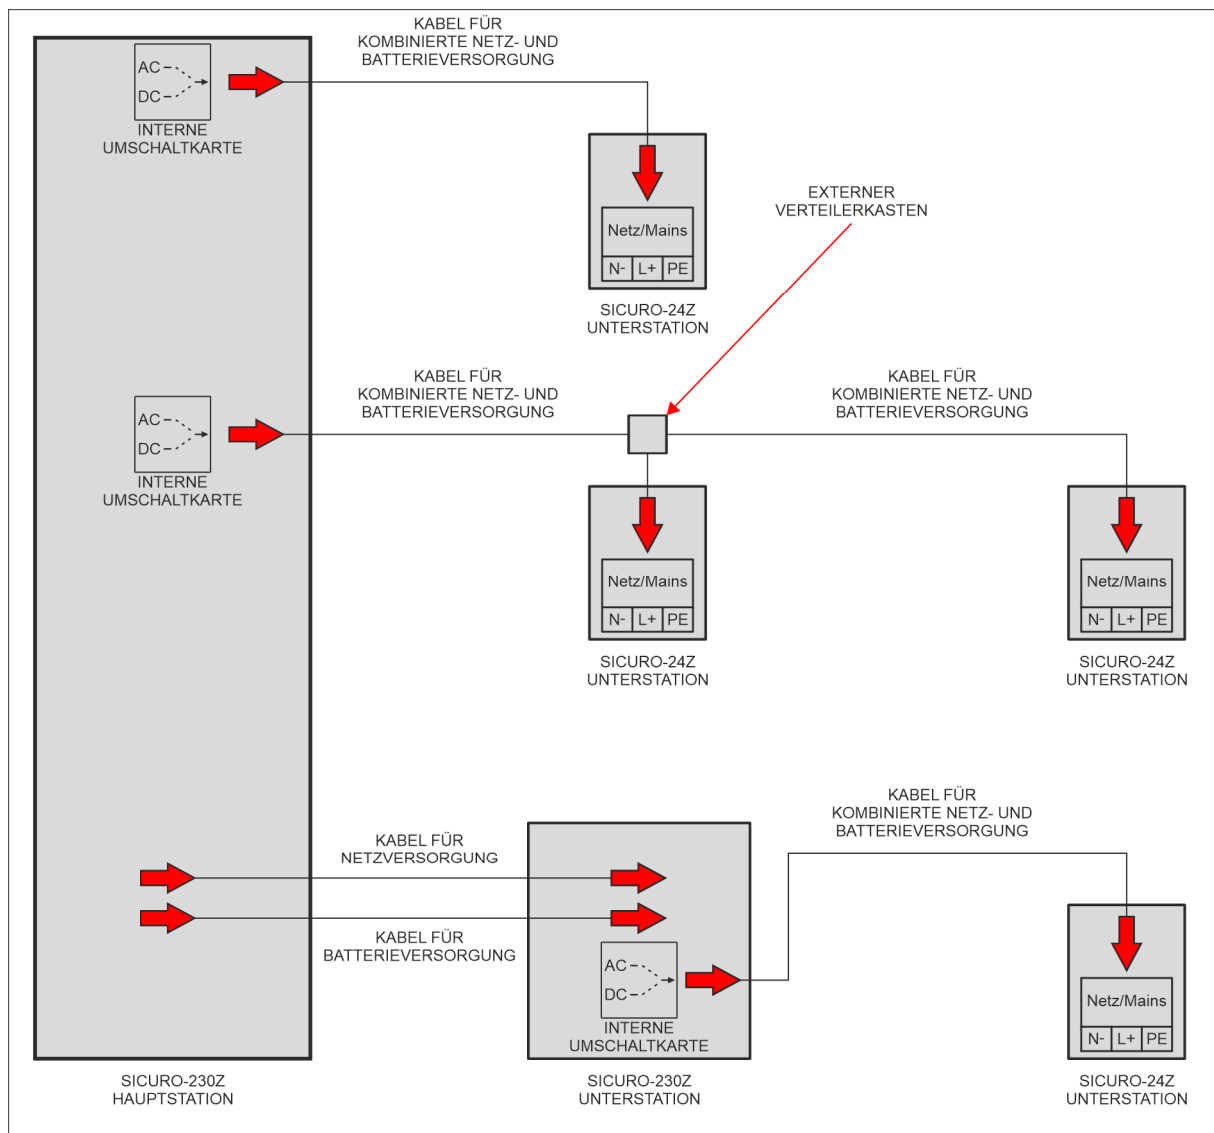 KABEL FÜR
KOMBINIERTE NETZ- UND
BATTERIEVERSORGUNG
AC
DC
INTERNE
UMSCHALTKARTE
Netz/Mains
N- L+ PE
SICURO-24Z
UNTERSTATION
EXTERNER
VERTEILERKASTEN
KABEL FÜR
KOMBINIERTE NETZ- UND
BATTERIEVERSORGUNG
KABEL FÜR
KOMBINIERTE NETZ- UND
BATTERIEVERSORGUNG
AC
DC
INTERNE
UMSCHALTKARTE
Netz/Mains
N- L+ PE
SICURO-24Z
UNTERSTATION
Netz/Mains
N- L+ PE
SICURO-24Z
UNTERSTATION
KABEL FÜR
NETZVERSORGUNG
KABEL FÜR
BATTERIEVERSORGUNG
KABEL FÜR
KOMBINIERTE NETZ- UND
BATTERIEVERSORGUNG
AC
DC
INTERNE
UMSCHALTKARTE
Netz/Mains
N- L+ PE
SICURO-230Z
HAUPTSTATION
SICURO-230Z
UNTERSTATION
SICURO-24Z
UNTERSTATION